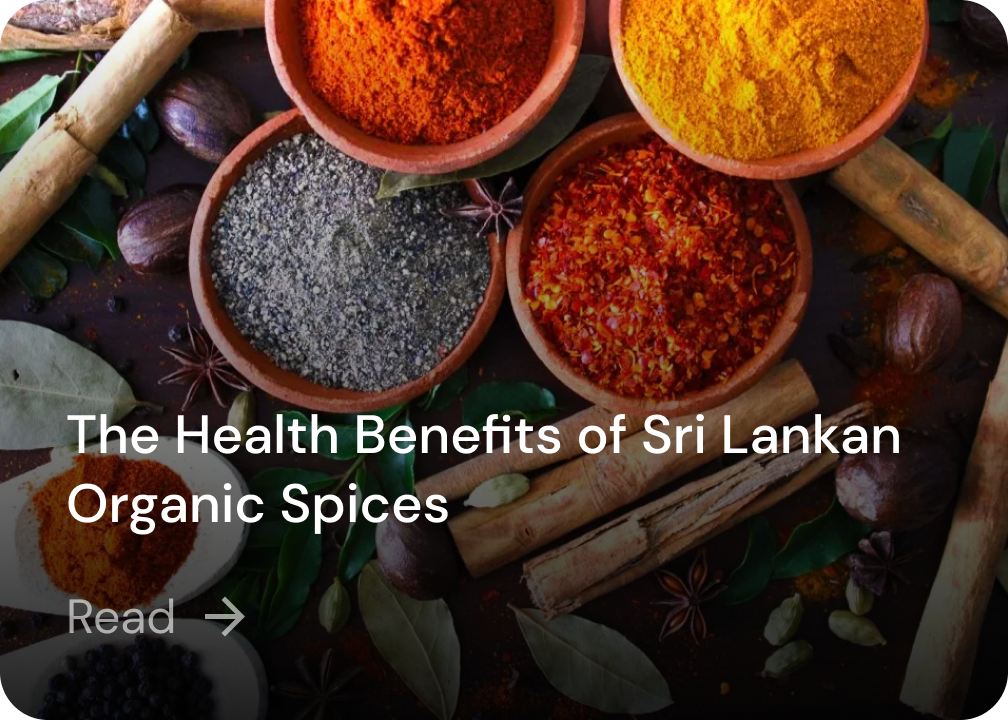 The Health Benefits of Sri Lankan
Organic Spices
Read →